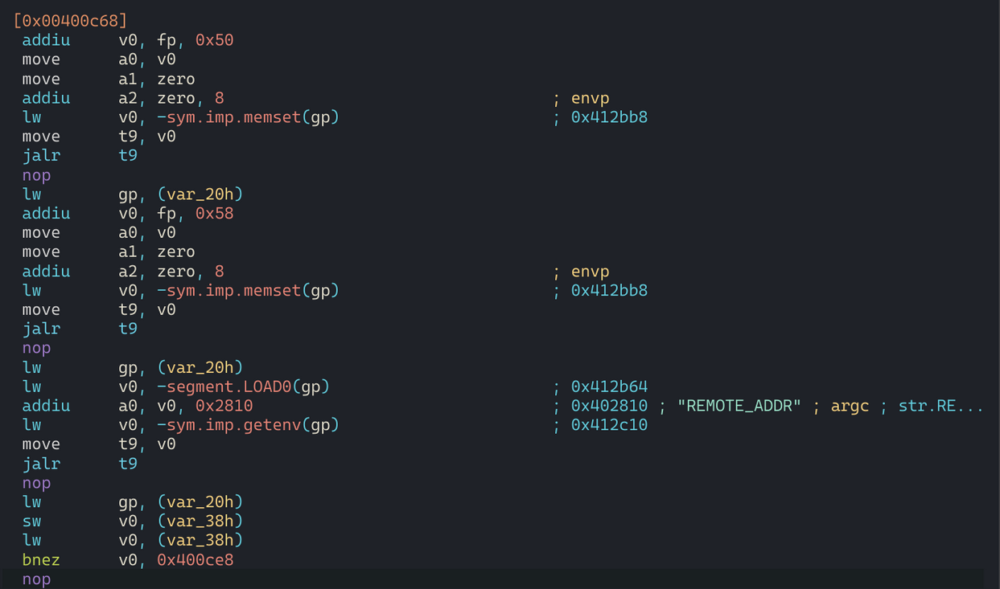 [0x00400c68]
addiu v0, fp, 0x50
move a0, v0
move a1, zero
addiu a2, zero, 8 ; envp
lw v0, -sym.imp.memset(gp) ; 0x412bb8
move t9, v0
jalr t9
nop
lw gp, (var_20h)
addiu v0, fp, 0x58
move a0, v0
move a1, zero
addiu a2, zero, 8 ; envp
lw v0, -sym.imp.memset(gp) ; 0x412bb8
move t9, v0
jalr t9
nop
lw gp, (var_20h)
lw v0, -segment.LOAD0(gp) ; 0x412b64
addiu a0, v0, 0x2810 ; 0x402810 ; "REMOTE_ADDR" ; argc ; str.RE...
lw v0, -sym.imp.getenv(gp) ; 0x412c10
move t9, v0
jalr t9
nop
lw gp, (var_20h)
sw v0, (var_38h)
lw v0, (var_38h)
bnez v0, 0x400ce8
nop